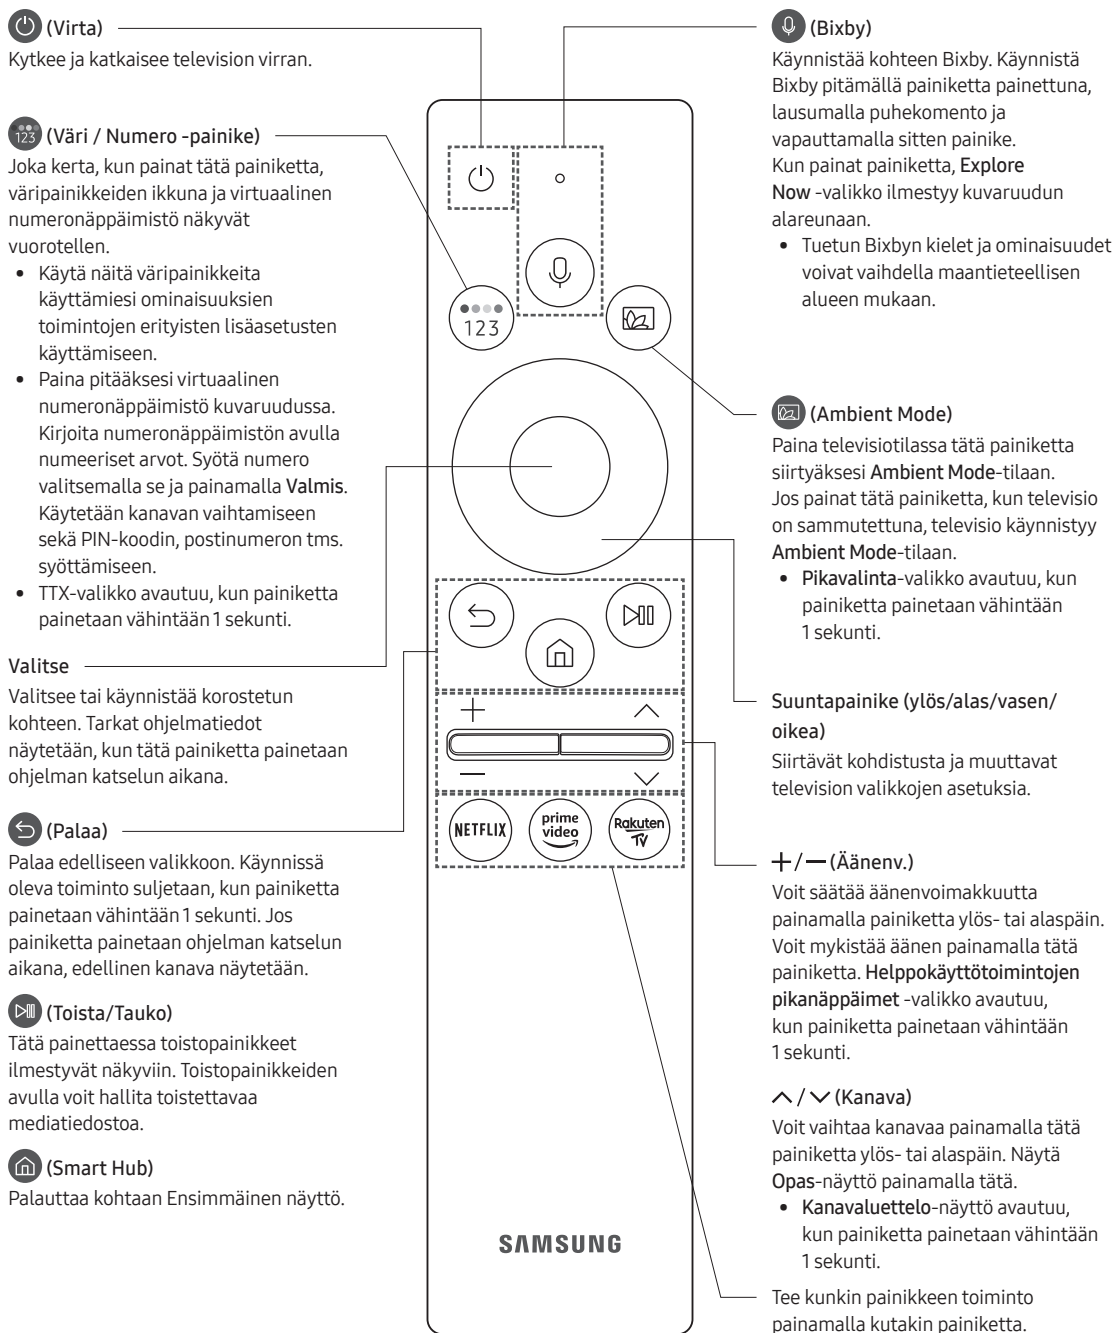 (Virta)
Kytkee ja katkaisee television virran.
123 (Väri / Numero -painike)
Joka kerta, kun painat tätä painiketta,
väripainikkeiden ikkuna ja virtuaalinen
numeronäppäimistö näkyvät
vuorotellen.
• Käytä näitä väripainikkeita
käyttämiesi ominaisuuksien
toimintojen erityisten lisäasetusten
käyttämiseen.
• Paina pitääksesi virtuaalinen
numeronäppäimistö kuvaruudussa.
Kirjoita numeronäppäimistön avulla
numeeriset arvot. Syötä numero
valitsemalla se ja painamalla Valmis.
Käytetään kanavan vaihtamiseen
sekä PIN-koodin, postinumeron tms.
syöttämiseen.
• TTX-valikko avautuu, kun painiketta
painetaan vähintään 1 sekunti.
Valitse
Valitsee tai käynnistää korostetun
kohteen. Tarkat ohjelmatiedot
näytetään, kun tätä painiketta painetaan
ohjelman katselun aikana.
(Palaa)
Palaa edelliseen valikkoon. Käynnissä
oleva toiminto suljetaan, kun painiketta
painetaan vähintään 1 sekunti. Jos
painiketta painetaan ohjelman katselun
aikana, edellinen kanava näytetään.
(Toista/Tauko)
Tätä painettaessa toistopainikkeet
ilmestyvät näkyviin. Toistopainikkeiden
avulla voit hallita toistettavaa
mediatiedostoa.
(Smart Hub)
Palauttaa kohtaan Ensimmäinen näyttö.
123
NETFLIX
prime
video
Rakuten
TV
SAMSUNG
(Bixby)
Käynnistää kohteen Bixby. Käynnistä
Bixby pitämällä painiketta painettuna,
lausumalla puhekomento ja
vapauttamalla sitten painike.
Kun painat painiketta, Explore
Now -valikko ilmestyy kuvaruudun
alareunaan.
• Tuetun Bixbyn kielet ja ominaisuudet
voivat vaihdella maantieteellisen
alueen mukaan.
(Ambient Mode)
Paina televisiotilassa tätä painiketta
siirtyäksesi Ambient Mode-tilaan.
Jos painat tätä painiketta, kun televisio
on sammutettuna, televisio käynnistyy
Ambient Mode-tilaan.
• Pikavalinta-valikko avautuu, kun
painiketta painetaan vähintään
1 sekunti.
Suuntapainike (ylös/alas/vasen/
oikea)
Siirtävät kohdistusta ja muuttavat
television valikkojen asetuksia.
+/− (Äänenv.)
Voit säätää äänenvoimakkuutta
painamalla painiketta ylös- tai alaspäin.
Voit mykistää äänen painamalla tätä
painiketta. Helppokäyttötoimintojen
pikanäppäimet -valikko avautuu,
kun painiketta painetaan vähintään
1 sekunti.
/ (Kanava)
Voit vaihtaa kanavaa painamalla tätä
painiketta ylös- tai alaspäin. Näytä
Opas-näyttö painamalla tätä.
• Kanavaluettelo-näyttö avautuu,
kun painiketta painetaan vähintään
1 sekunti.
Tee kunkin painikkeen toiminto
painamalla kutakin painiketta.